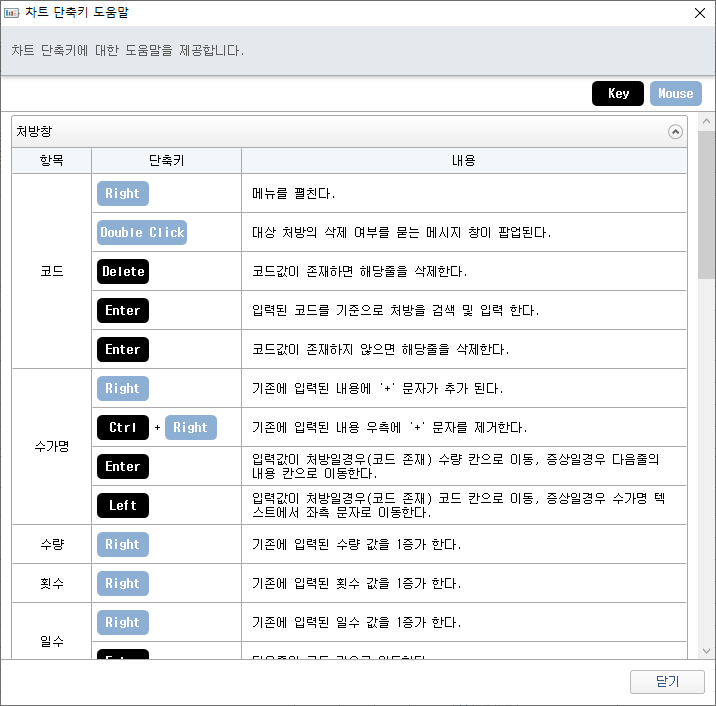 차트 단축키 도움말
차트 단축키에 대한 도움말을 제공합니다.
Key Mouse
처방창
항목 단축키 내용
코드
Right 메뉴를 펼친다.
Double Click 대상 처방의 삭제 여부를 묻는 메시지 창이 팝업된다.
Delete 코드값이 존재하면 해당줄을 삭제한다.
Enter 입력된 코드를 기준으로 처방을 검색 및 입력 한다.
Enter 코드값이 존재하지 않으면 해당줄을 삭제한다.
수가명
Right 기존에 입력된 내용에 '+' 문자가 추가 된다.
Ctrl + Right 기존에 입력된 내용 우측에 '+' 문자를 제거한다.
Enter 입력값이 처방일경우(코드 존재) 수량 칸으로 이동, 증상일경우 다음줄의
내용 칸으로 이동한다.
Left 입력값이 처방일경우(코드 존재) 코드 칸으로 이동, 증상일경우 수가명 텍
스트에서 좌측 문자로 이동한다.
수량 Right 기존에 입력된 수량 값을 1증가 한다.
횟수 Right 기존에 입력된 횟수 값을 1증가 한다.
일수
Right 기존에 입력된 일수 값을 1증가 한다.
닫기